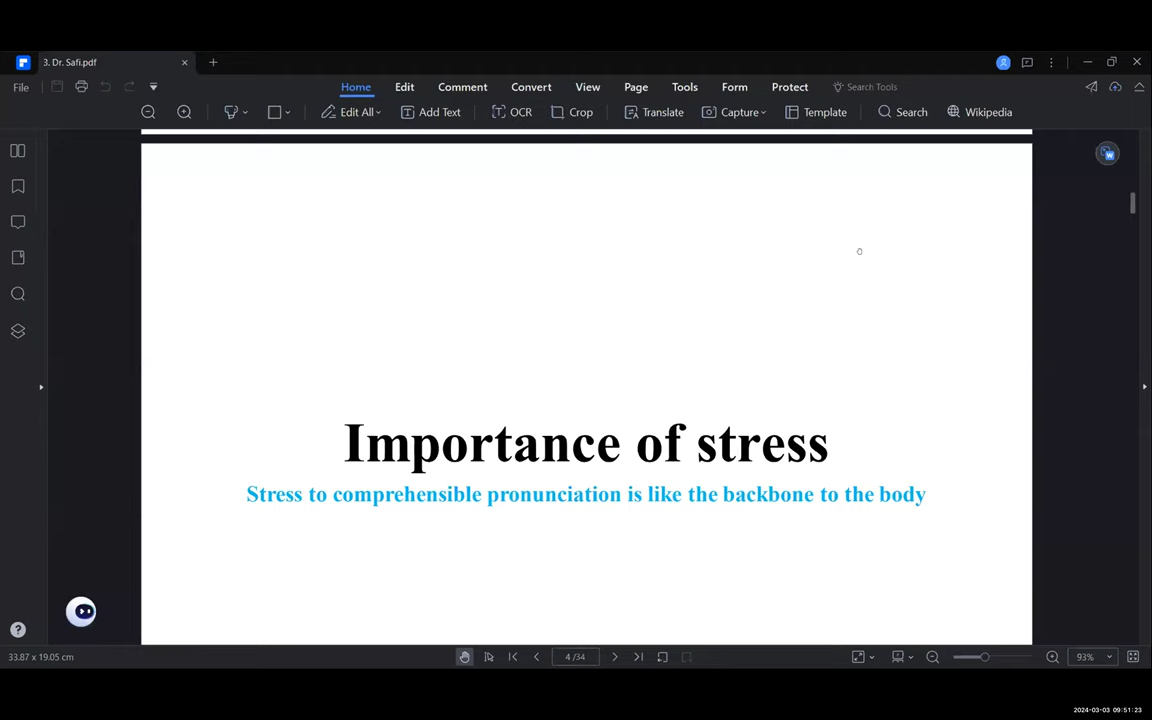 3. Dr. Safi.pdf
File
Home Edit Comment Convert View Page Tools Form Protect Search Tools
Edit All Add Text OCR Crop Translate Capture Template Search Wikipedia
Importance of stress
Stress to comprehensible pronunciation is like the backbone to the body
33.87 x 19.05 cm
4 /34
93%
2024-03-03 09:51:23